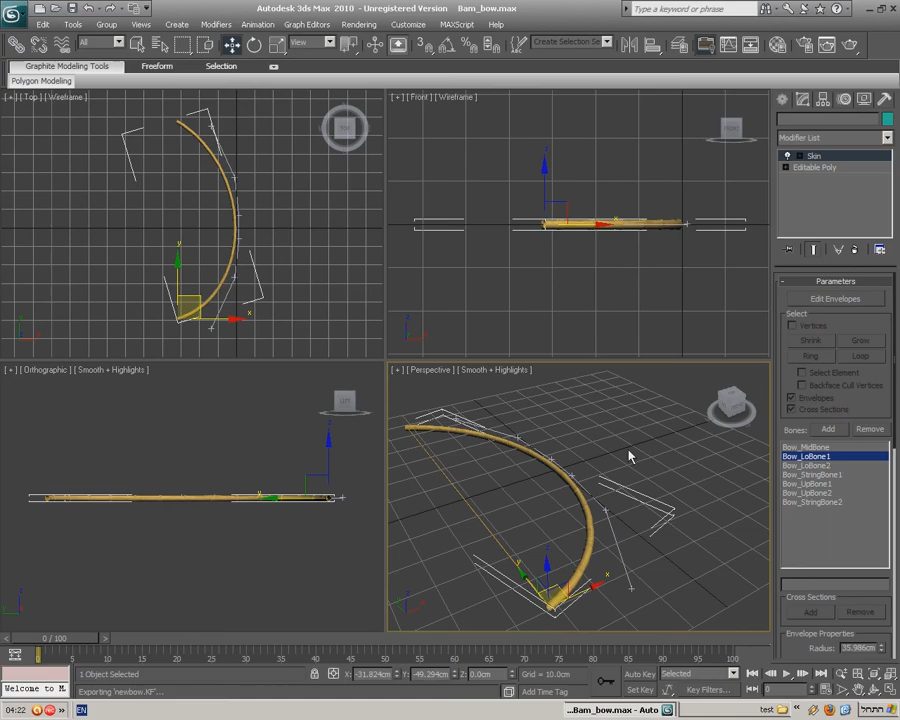 Autodesk 3ds Max 2010 - Unregistered Version Bam_bow.max
Type a keyword or phrase
Edit Tools Group Views Create Modifiers Animation Graph Editors Rendering Customize MAXScript Help
All View Create Selection Se
Graphite Modeling Tools Freeform Selection
Polygon Modeling
[ + ] [ Top ] [ Wireframe ]
[ + ] [ Front ] [ Wireframe ]
TOP
FRONT
Modifier List
Skin
Editable Poly
y
x
z
x
Parameters
Edit Envelopes
Select
Vertices
Shrink Grow
Ring Loop
Select Element
Backface Cull Vertices
Envelopes
Cross Sections
Bones: Add Remove
Bow_MidBone
Bow_LoBone1
Bow_LoBone2
Bow_StringBone1
Bow_UpBone1
Bow_UpBone2
Bow_StringBone2
Cross Sections
Add Remove
Envelope Properties
Radius: 35.986cm
[ + ] [ Orthographic ] [ Smooth + Highlights ]
[ + ] [ Perspective ] [ Smooth + Highlights ]
LEFT
z
y
z
y
x
0 / 100
0 5 10 15 20 25 30 35 40 45 50 55 60 65 70 75 80 85 90 95 100
1 Object Selected
X: -31.824cm Y: -49.294cm Z: 0.0cm
Grid = 10.0cm
Auto Key Selected
Welcome to M
Exporting 'newbow.KF'...
Add Time Tag
Set Key Key Filters...
0
04:22
EN
...Bam_bow.max - Auto
test
התחל